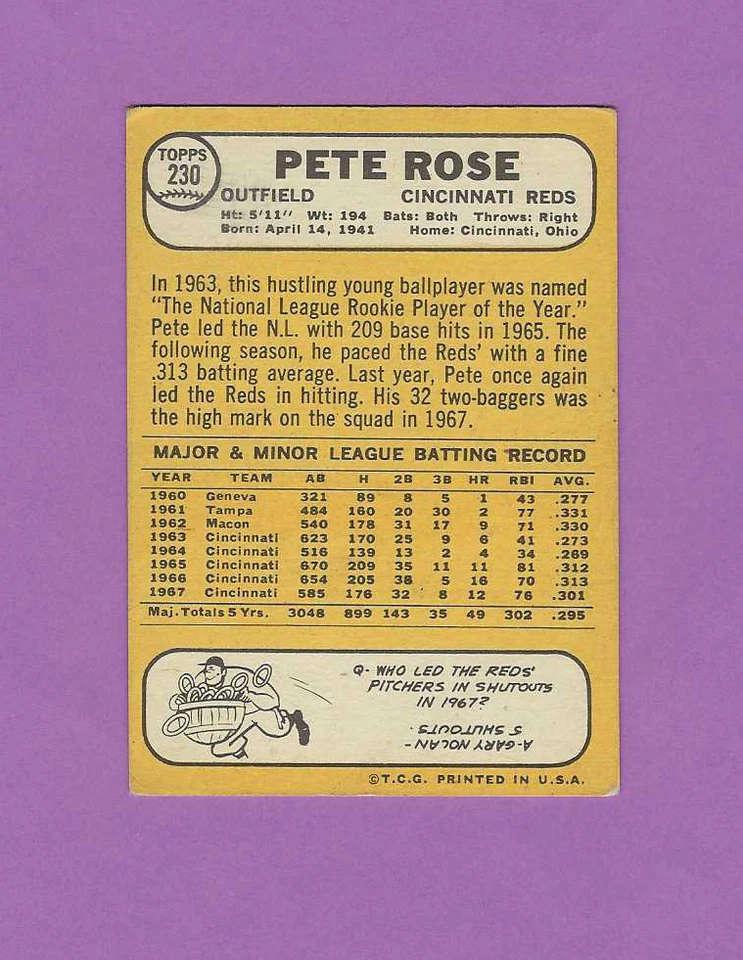 TOPPS
230
PETE ROSE
OUTFIELD CINCINNATI REDS
Ht: 5'11" Wt: 194 Bats: Both Throws: Right
Born: April 14, 1941 Home: Cincinnati, Ohio
In 1963, this hustling young ballplayer was named
"The National League Rookie Player of the Year."
Pete led the N.L. with 209 base hits in 1965. The
following season, he paced the Reds' with a fine
.313 batting average. Last year, Pete once again
led the Reds in hitting. His 32 two-baggers was
the high mark on the squad in 1967.
MAJOR & MINOR LEAGUE BATTING RECORD
YEAR TEAM AB H 2B 3B HR RBI AVG.
1960 Geneva 321 89 8 5 1 43 .277
1961 Tampa 484 160 20 30 2 77 .331
1962 Macon 540 178 31 17 9 71 .330
1963 Cincinnati 623 170 25 9 6 41 .273
1964 Cincinnati 516 139 13 2 4 34 .269
1965 Cincinnati 670 209 35 11 11 81 .312
1966 Cincinnati 654 205 38 5 16 70 .313
1967 Cincinnati 585 176 32 8 12 76 .301
Maj. Totals 5 Yrs. 3048 899 143 35 49 302 .295
Q- WHO LED THE REDS'
PITCHERS IN SHUTOUTS
IN 1967?
A-GARY NOLAN -
5 SHUTOUTS.
©T.C.G. PRINTED IN U.S.A.